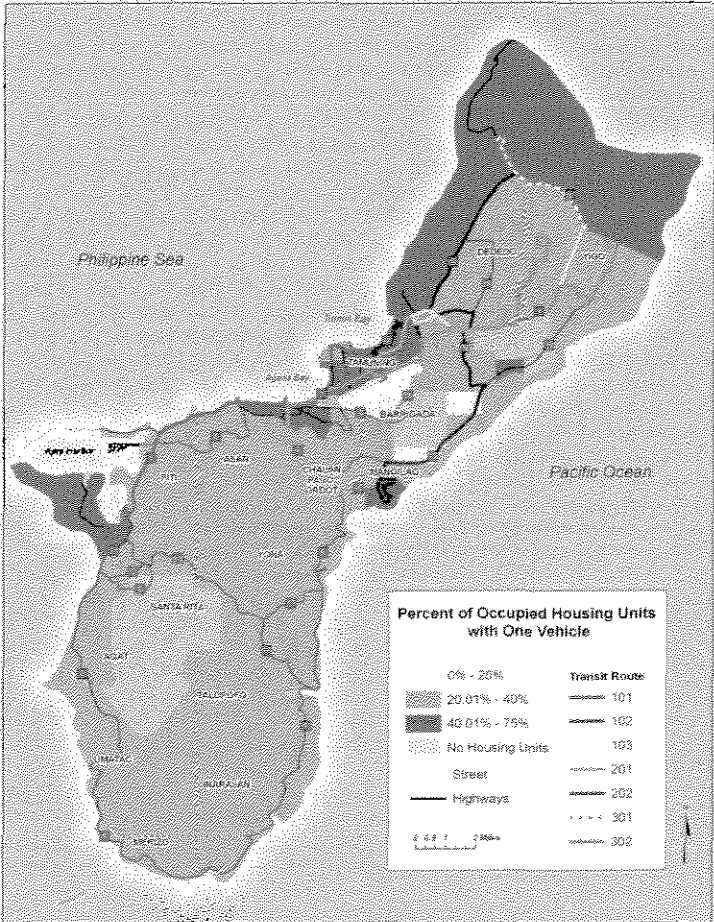 Philippine Sea
DEDEDO
YIGO
Tumon Bay
TAMUNING
Agana Bay
BARRIGADA
Apra Harbor
ASAN
PITI
CHALAN
PAGO
ORDOT
MANGILAO
Pacific Ocean
YONA
SANTA RITA
AGAT
TALOFOFO
UMATAC
INARAJAN
MERIZO
Percent of Occupied Housing Units
with One Vehicle
0% - 20%
20.01% - 40%
40.01% - 75%
No Housing Units
Street
Highways
2 Miles
Transit Route
101
102
103
201
202
301
302